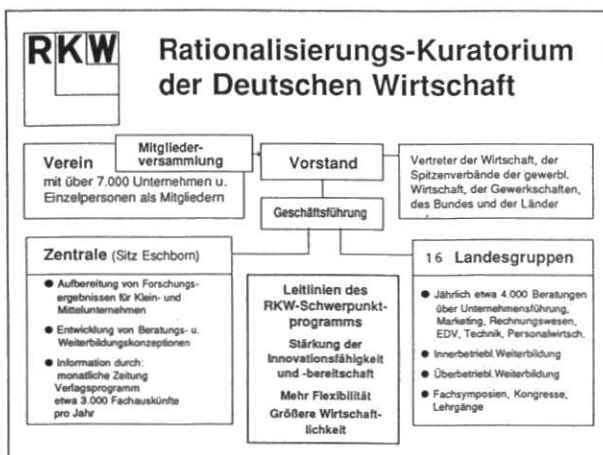 RKW
Rationalisierungs-Kuratorium
der Deutschen Wirtschaft
Verein
mit über 7.000 Unternehmen u.
Einzelpersonen als Mitgliedern
Mitglieder-
versammlung
Vorstand
Vertreter der Wirtschaft, der
Spitzenverbände der gewerbl.
Wirtschaft, der Gewerkschaften,
des Bundes und der Länder
Geschäftsführung
Zentrale (Sitz Eschborn)
● Aufbereitung von Forschungs-
ergebnissen für Klein- und
Mittelunternehmen
● Entwicklung von Beratungs- u.
Weiterbildungskonzeptionen
● Information durch:
monatliche Zeitung
Verlagsprogramm
etwa 3.000 Fachauskünfte
pro Jahr
Leitlinien des
RKW-Schwerpunkt-
programms
Stärkung der
Innovationsfähigkeit
und -bereitschaft
Mehr Flexibilität
Größere Wirtschaft-
lichkeit
16 Landesgruppen
● Jährlich etwa 4.000 Beratungen
über Unternehmensführung,
Marketing, Rechnungswesen,
EDV, Technik, Personalwirtsch.
● Innerbetriebl. Weiterbildung
● Überbetriebl. Weiterbildung
● Fachsymposien, Kongresse,
Lehrgänge